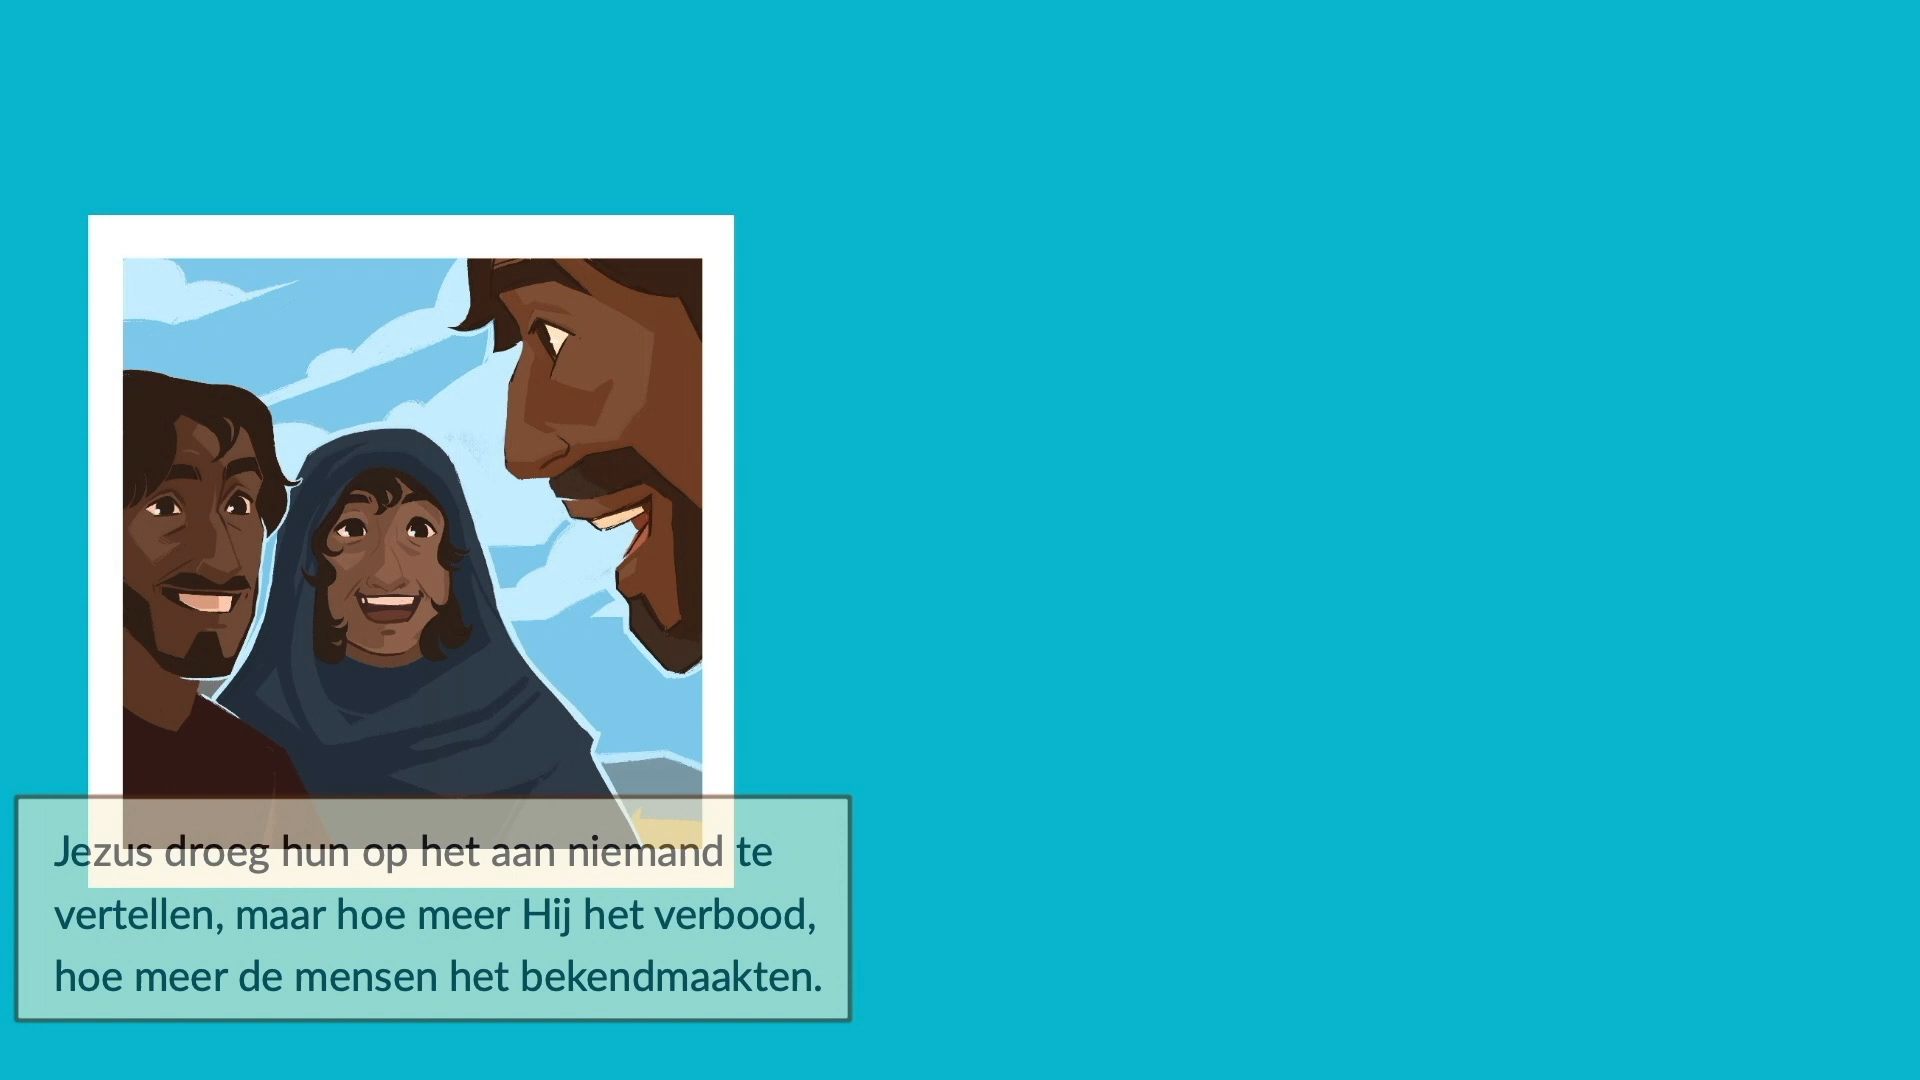 Jezus droeg hun op het aan niemand te
vertellen, maar hoe meer Hij het verbood,
hoe meer de mensen het bekendmaakten.